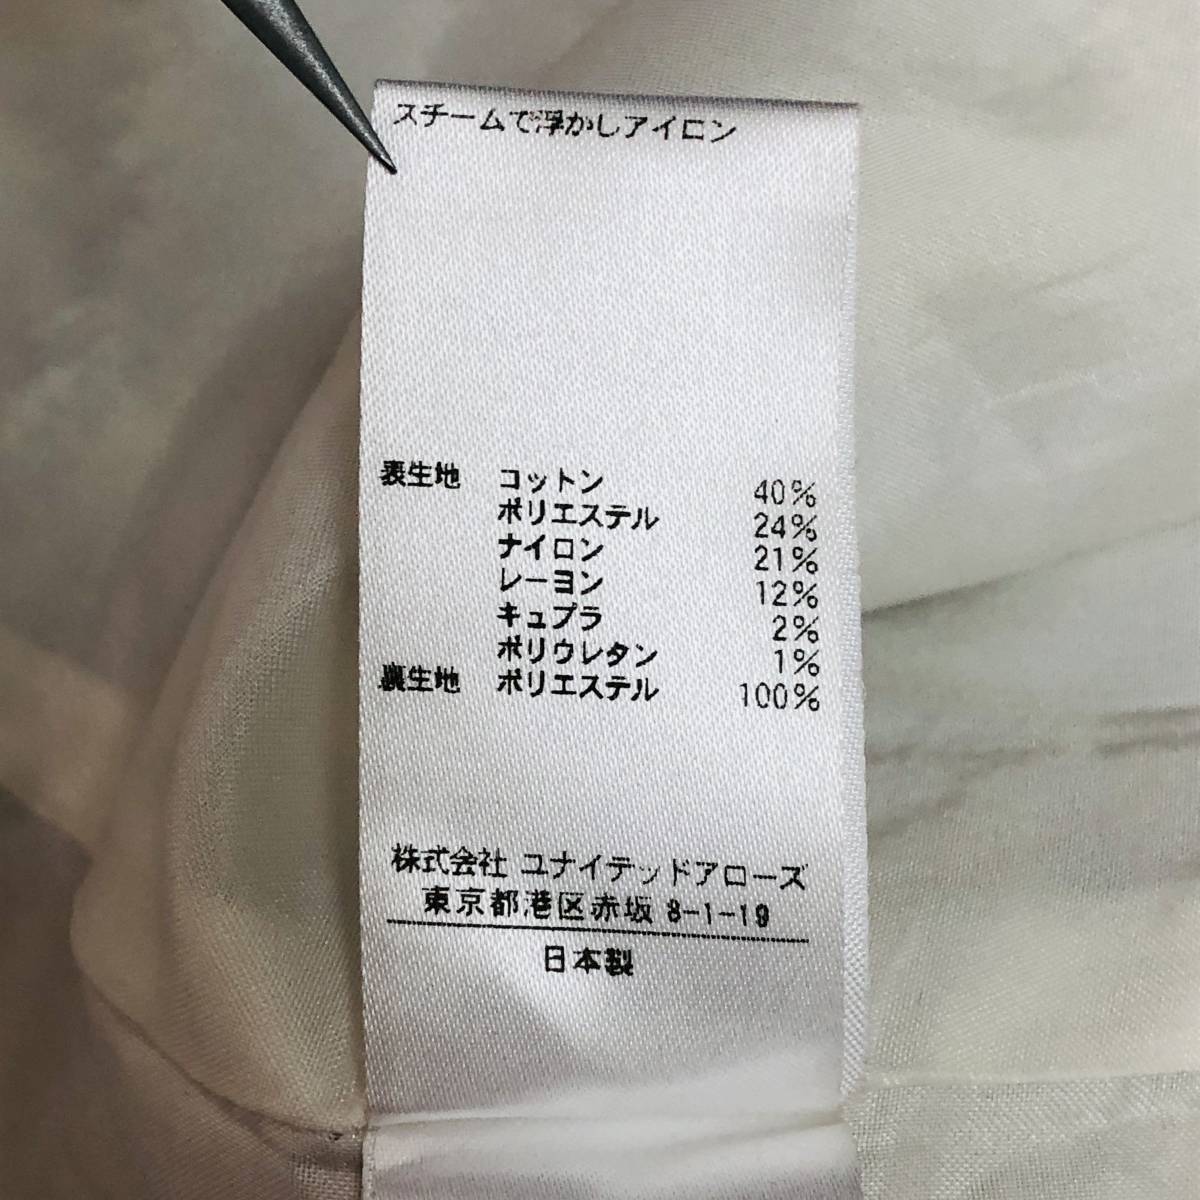 スチームで浮かしアイロン
表生地 コットン 40%
ポリエステル 24%
ナイロン 21%
レーヨン 12%
キュプラ 2%
ポリウレタン 1%
裏生地 ポリエステル 100%
株式会社 ユナイテッドアローズ
東京都港区赤坂 8-1-19
日本製